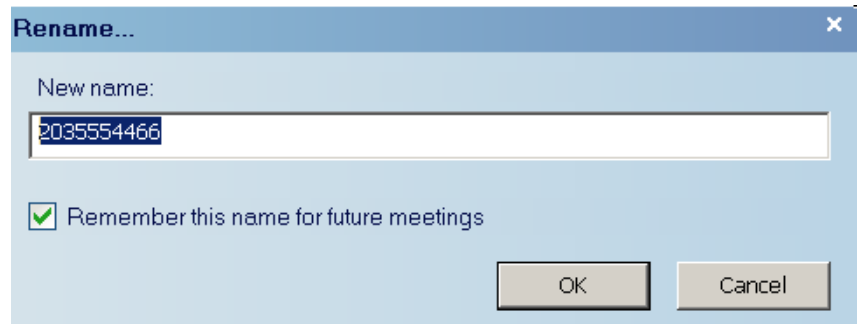 Rename...
New name:
2035554466
Remember this name for future meetings
OK
Cancel